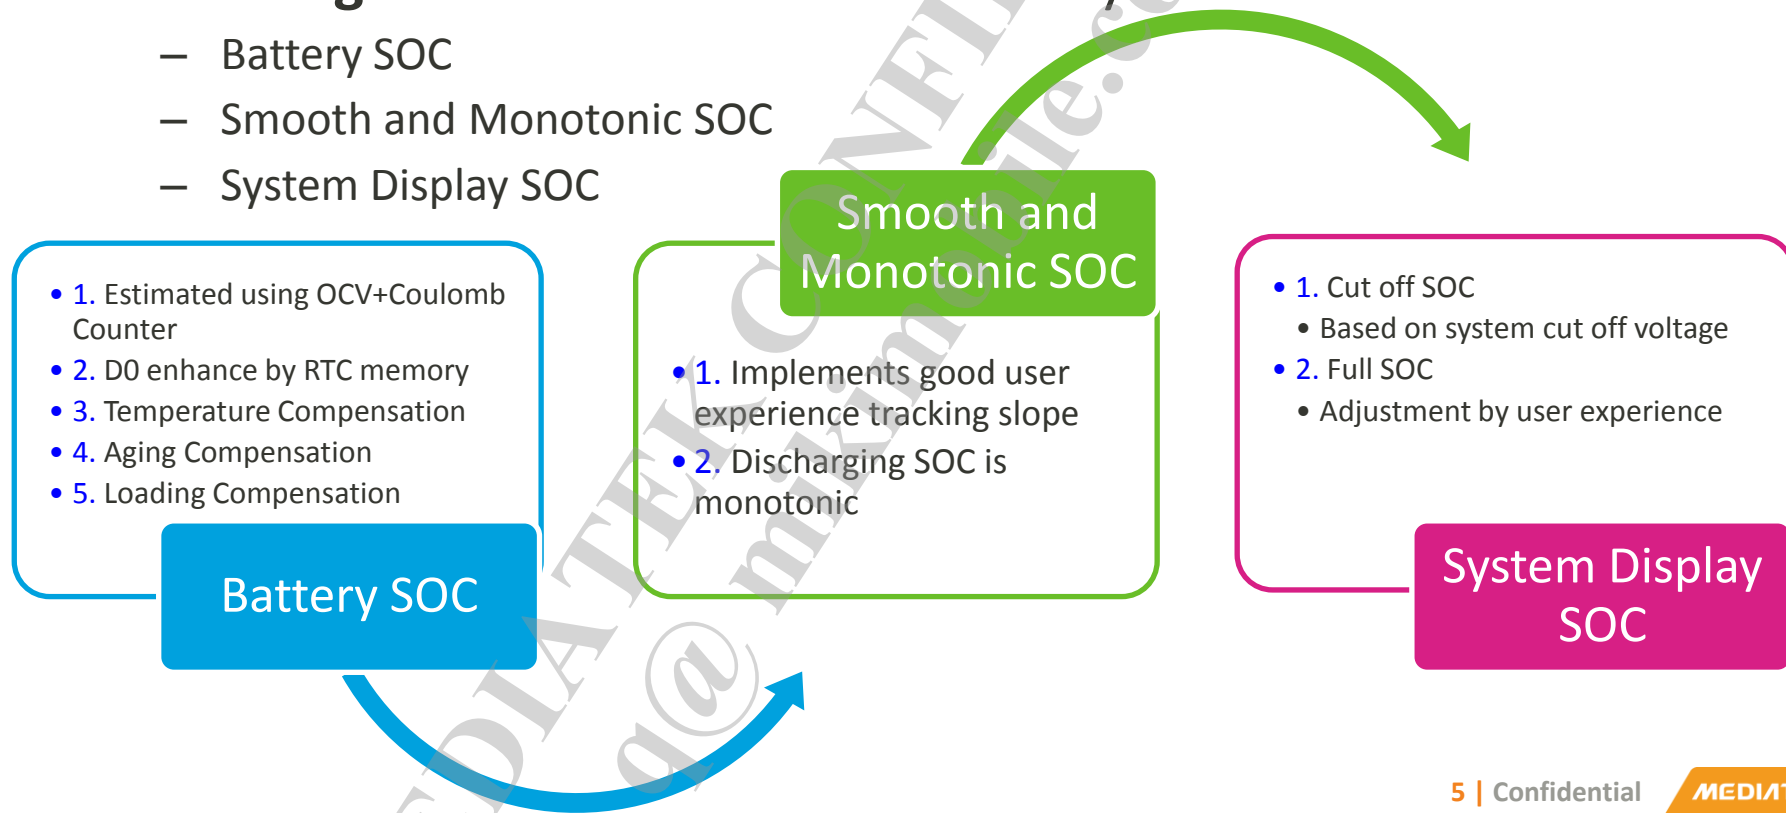 – Battery SOC
– Smooth and Monotonic SOC
– System Display SOC
• 1. Estimated using OCV+Coulomb
Counter
• 2. D0 enhance by RTC memory
• 3. Temperature Compensation
• 4. Aging Compensation
• 5. Loading Compensation
Battery SOC
Smooth and
Monotonic SOC
• 1. Implements good user
experience tracking slope
• 2. Discharging SOC is
monotonic
• 1. Cut off SOC
• Based on system cut off voltage
• 2. Full SOC
• Adjustment by user experience
System Display
SOC
5 | Confidential